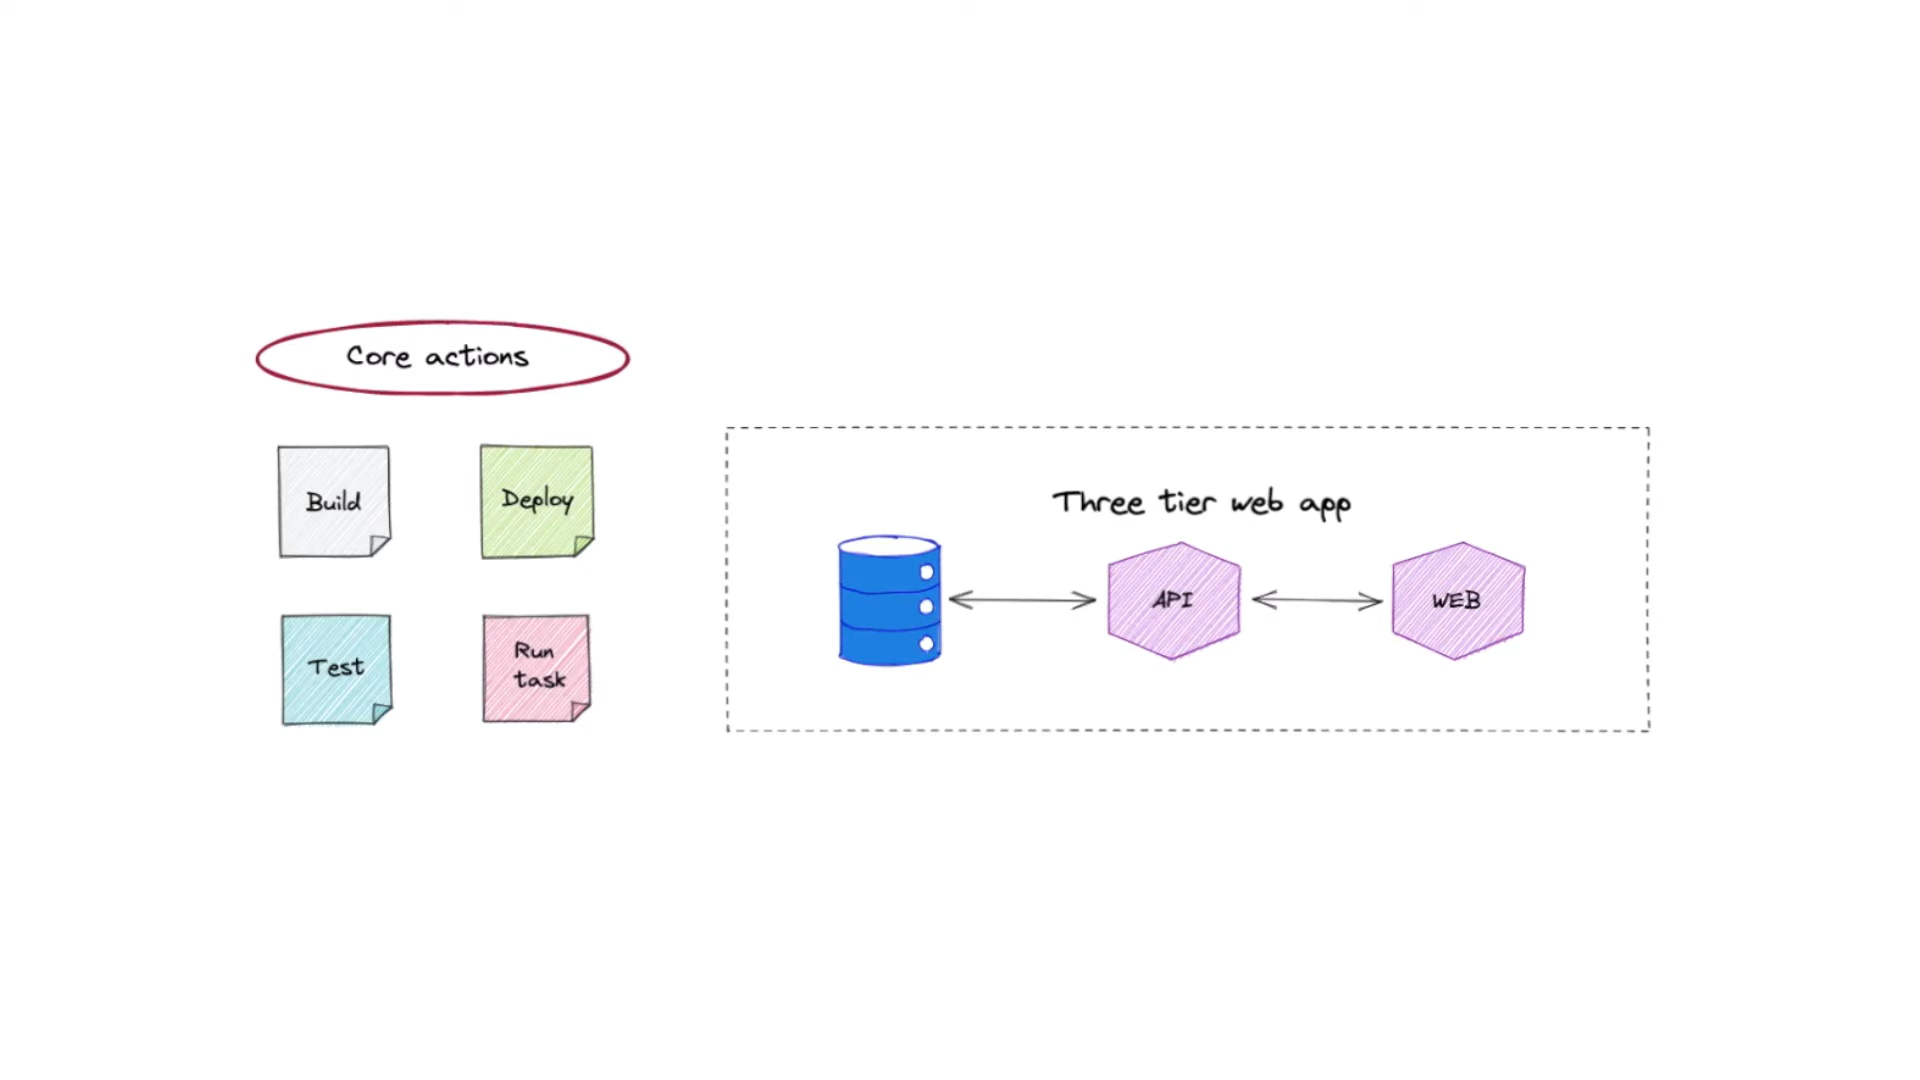 Core actions
Build
Deploy
Test
Run
task
Three tier web app
API
WEB